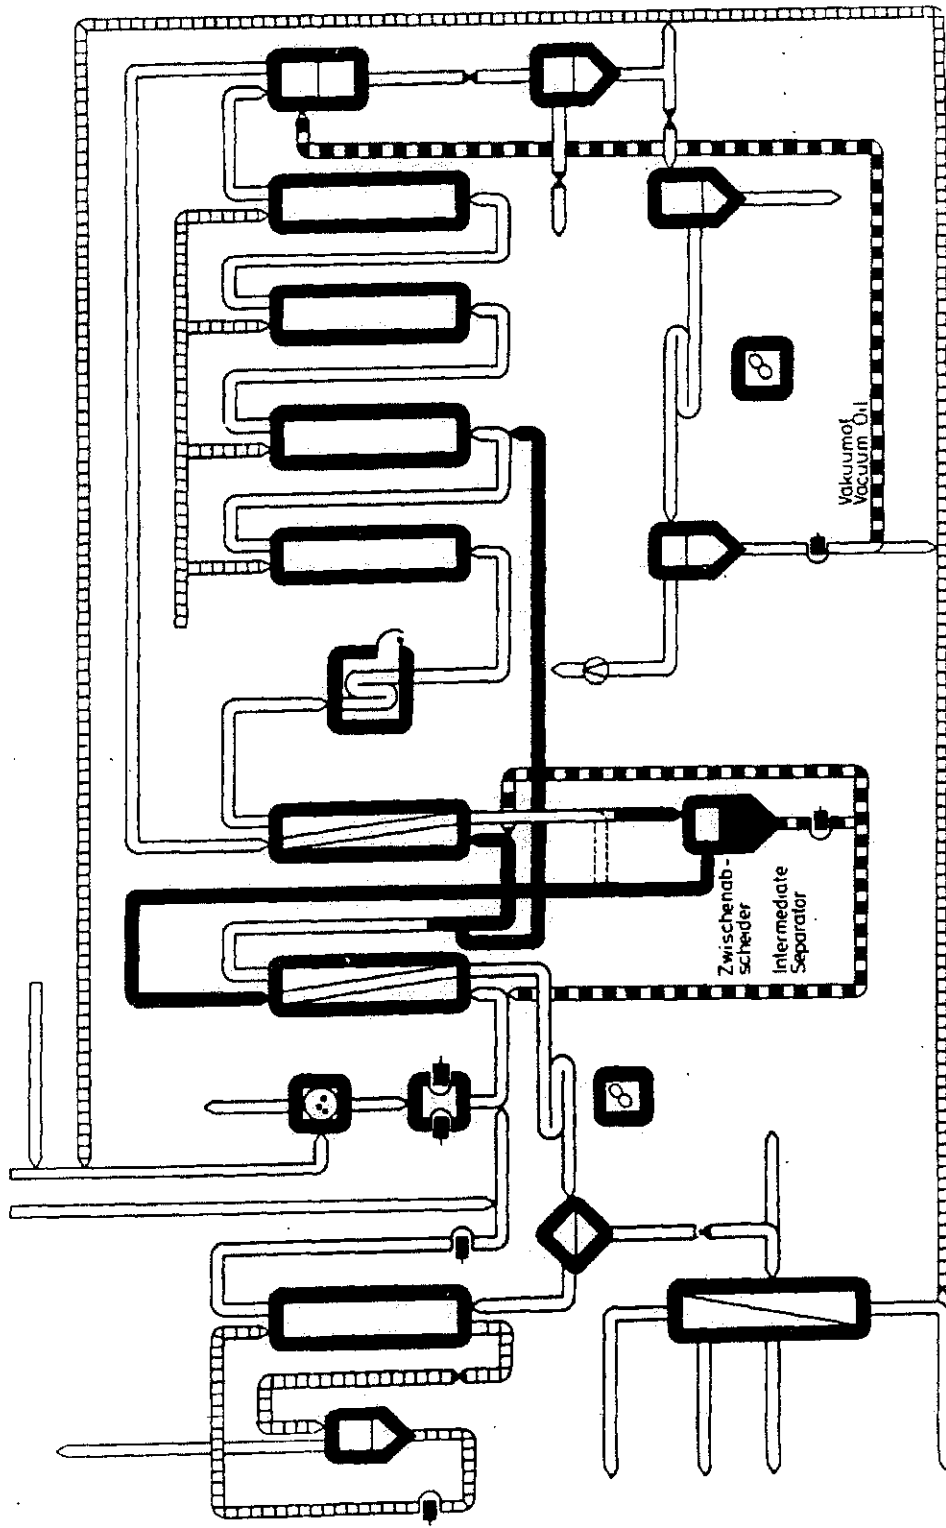 Vakuumöl
Vacuum Oil
Zwischenab-
scheider
Intermediate
Separator